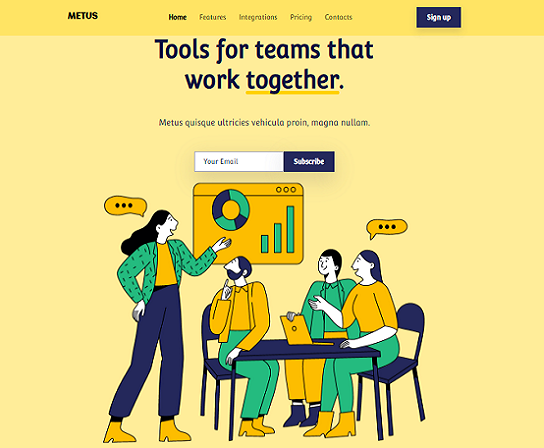 METUS
Home Features Integrations Pricing Contacts
Sign up
Tools for teams that
work together.
Metus quisque ultricies vehicula proin, magna nullam.
Your Email
Subscribe